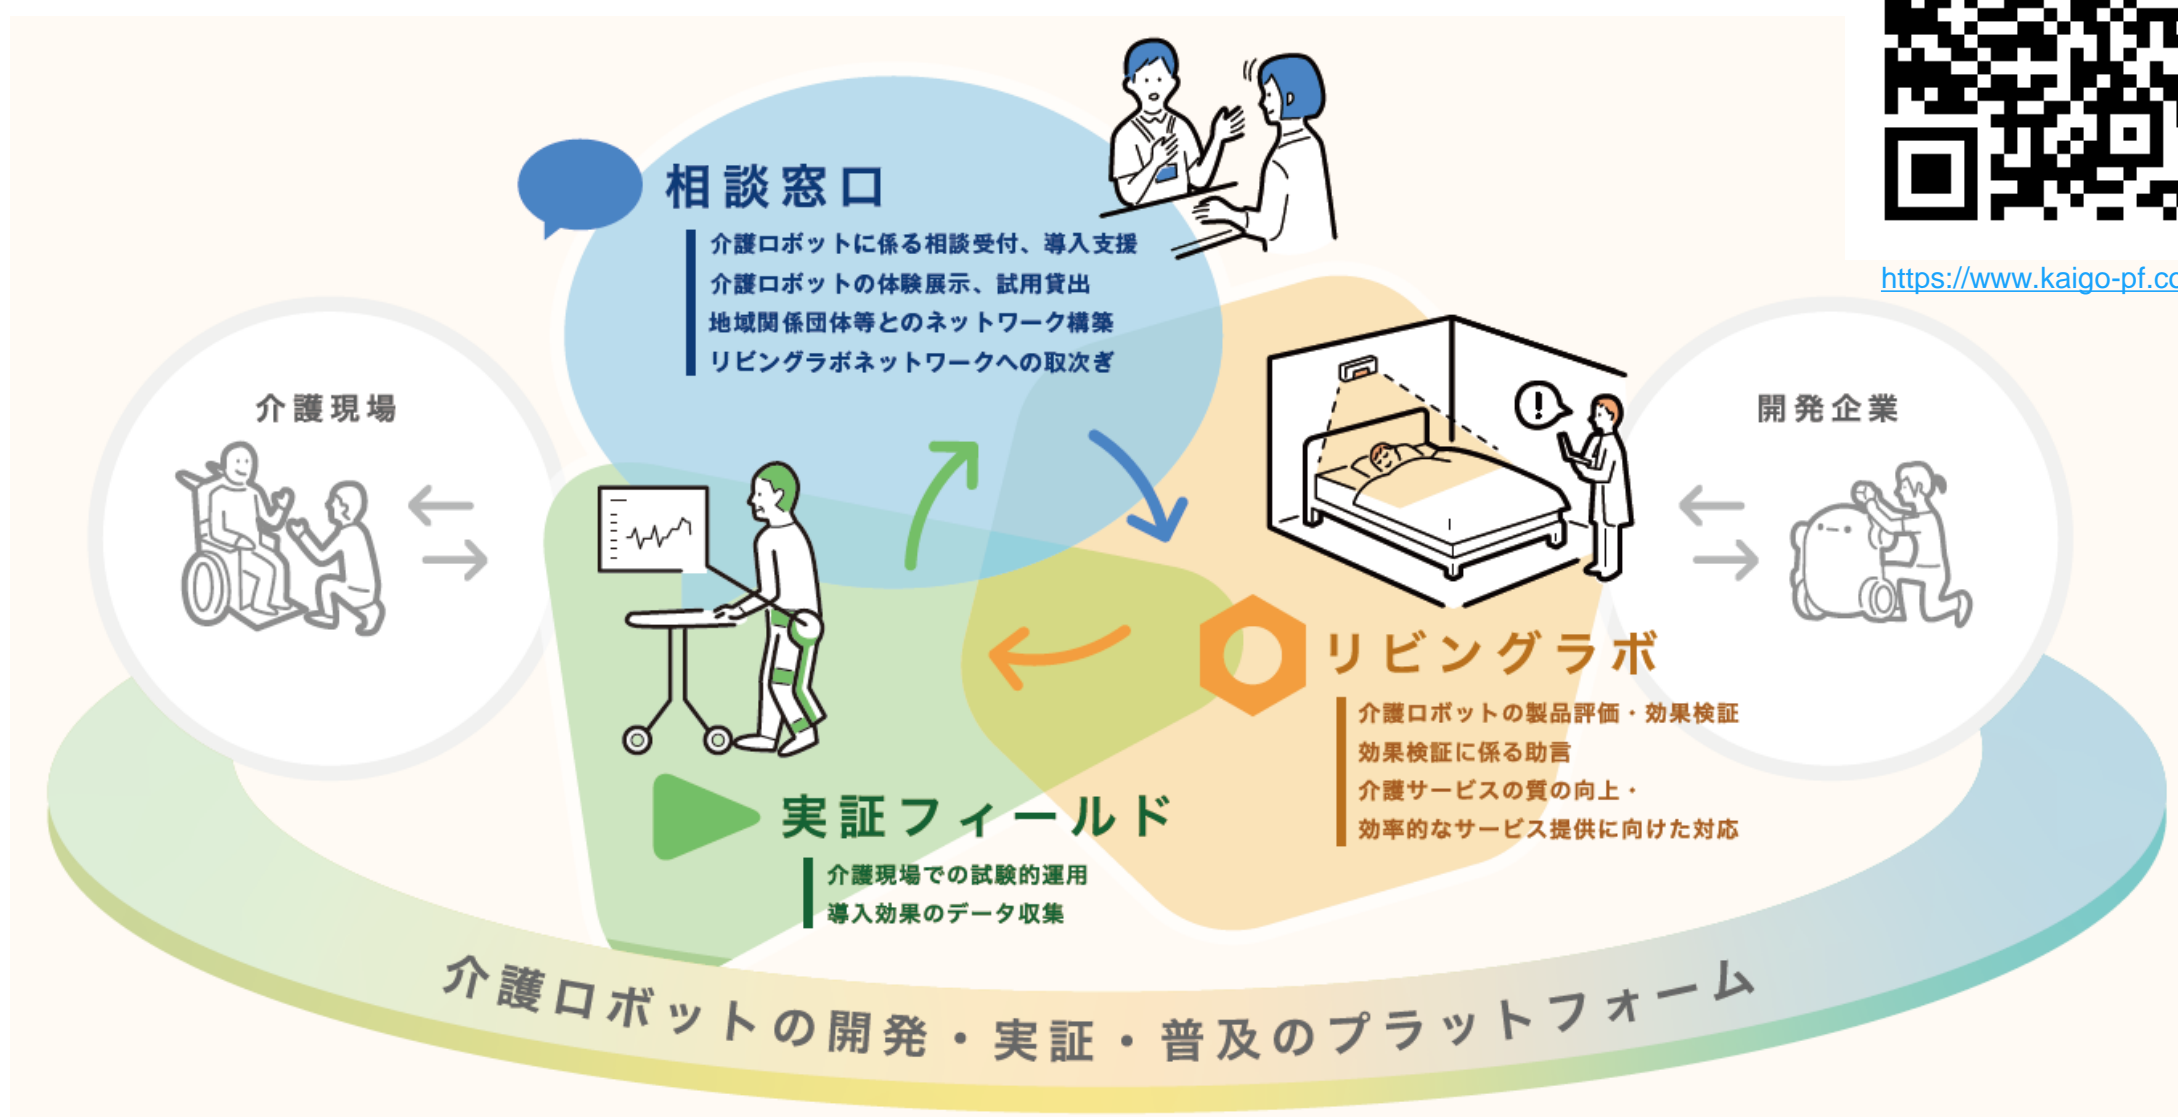 相談窓口
介護ロボットに係る相談受付、導入支援
介護ロボットの体験展示、試用貸出
地域関係団体等とのネットワーク構築
リビングラボネットワークへの取次ぎ
https://www.kaigo-pf.co
介護現場
開発企業
リビングラボ
介護ロボットの製品評価・効果検証
効果検証に係る助言
介護サービスの質の向上・
効率的なサービス提供に向けた対応
実証フィールド
介護現場での試験的運用
導入効果のデータ収集
介護ロボットの開発・実証・普及のプラットフォーム